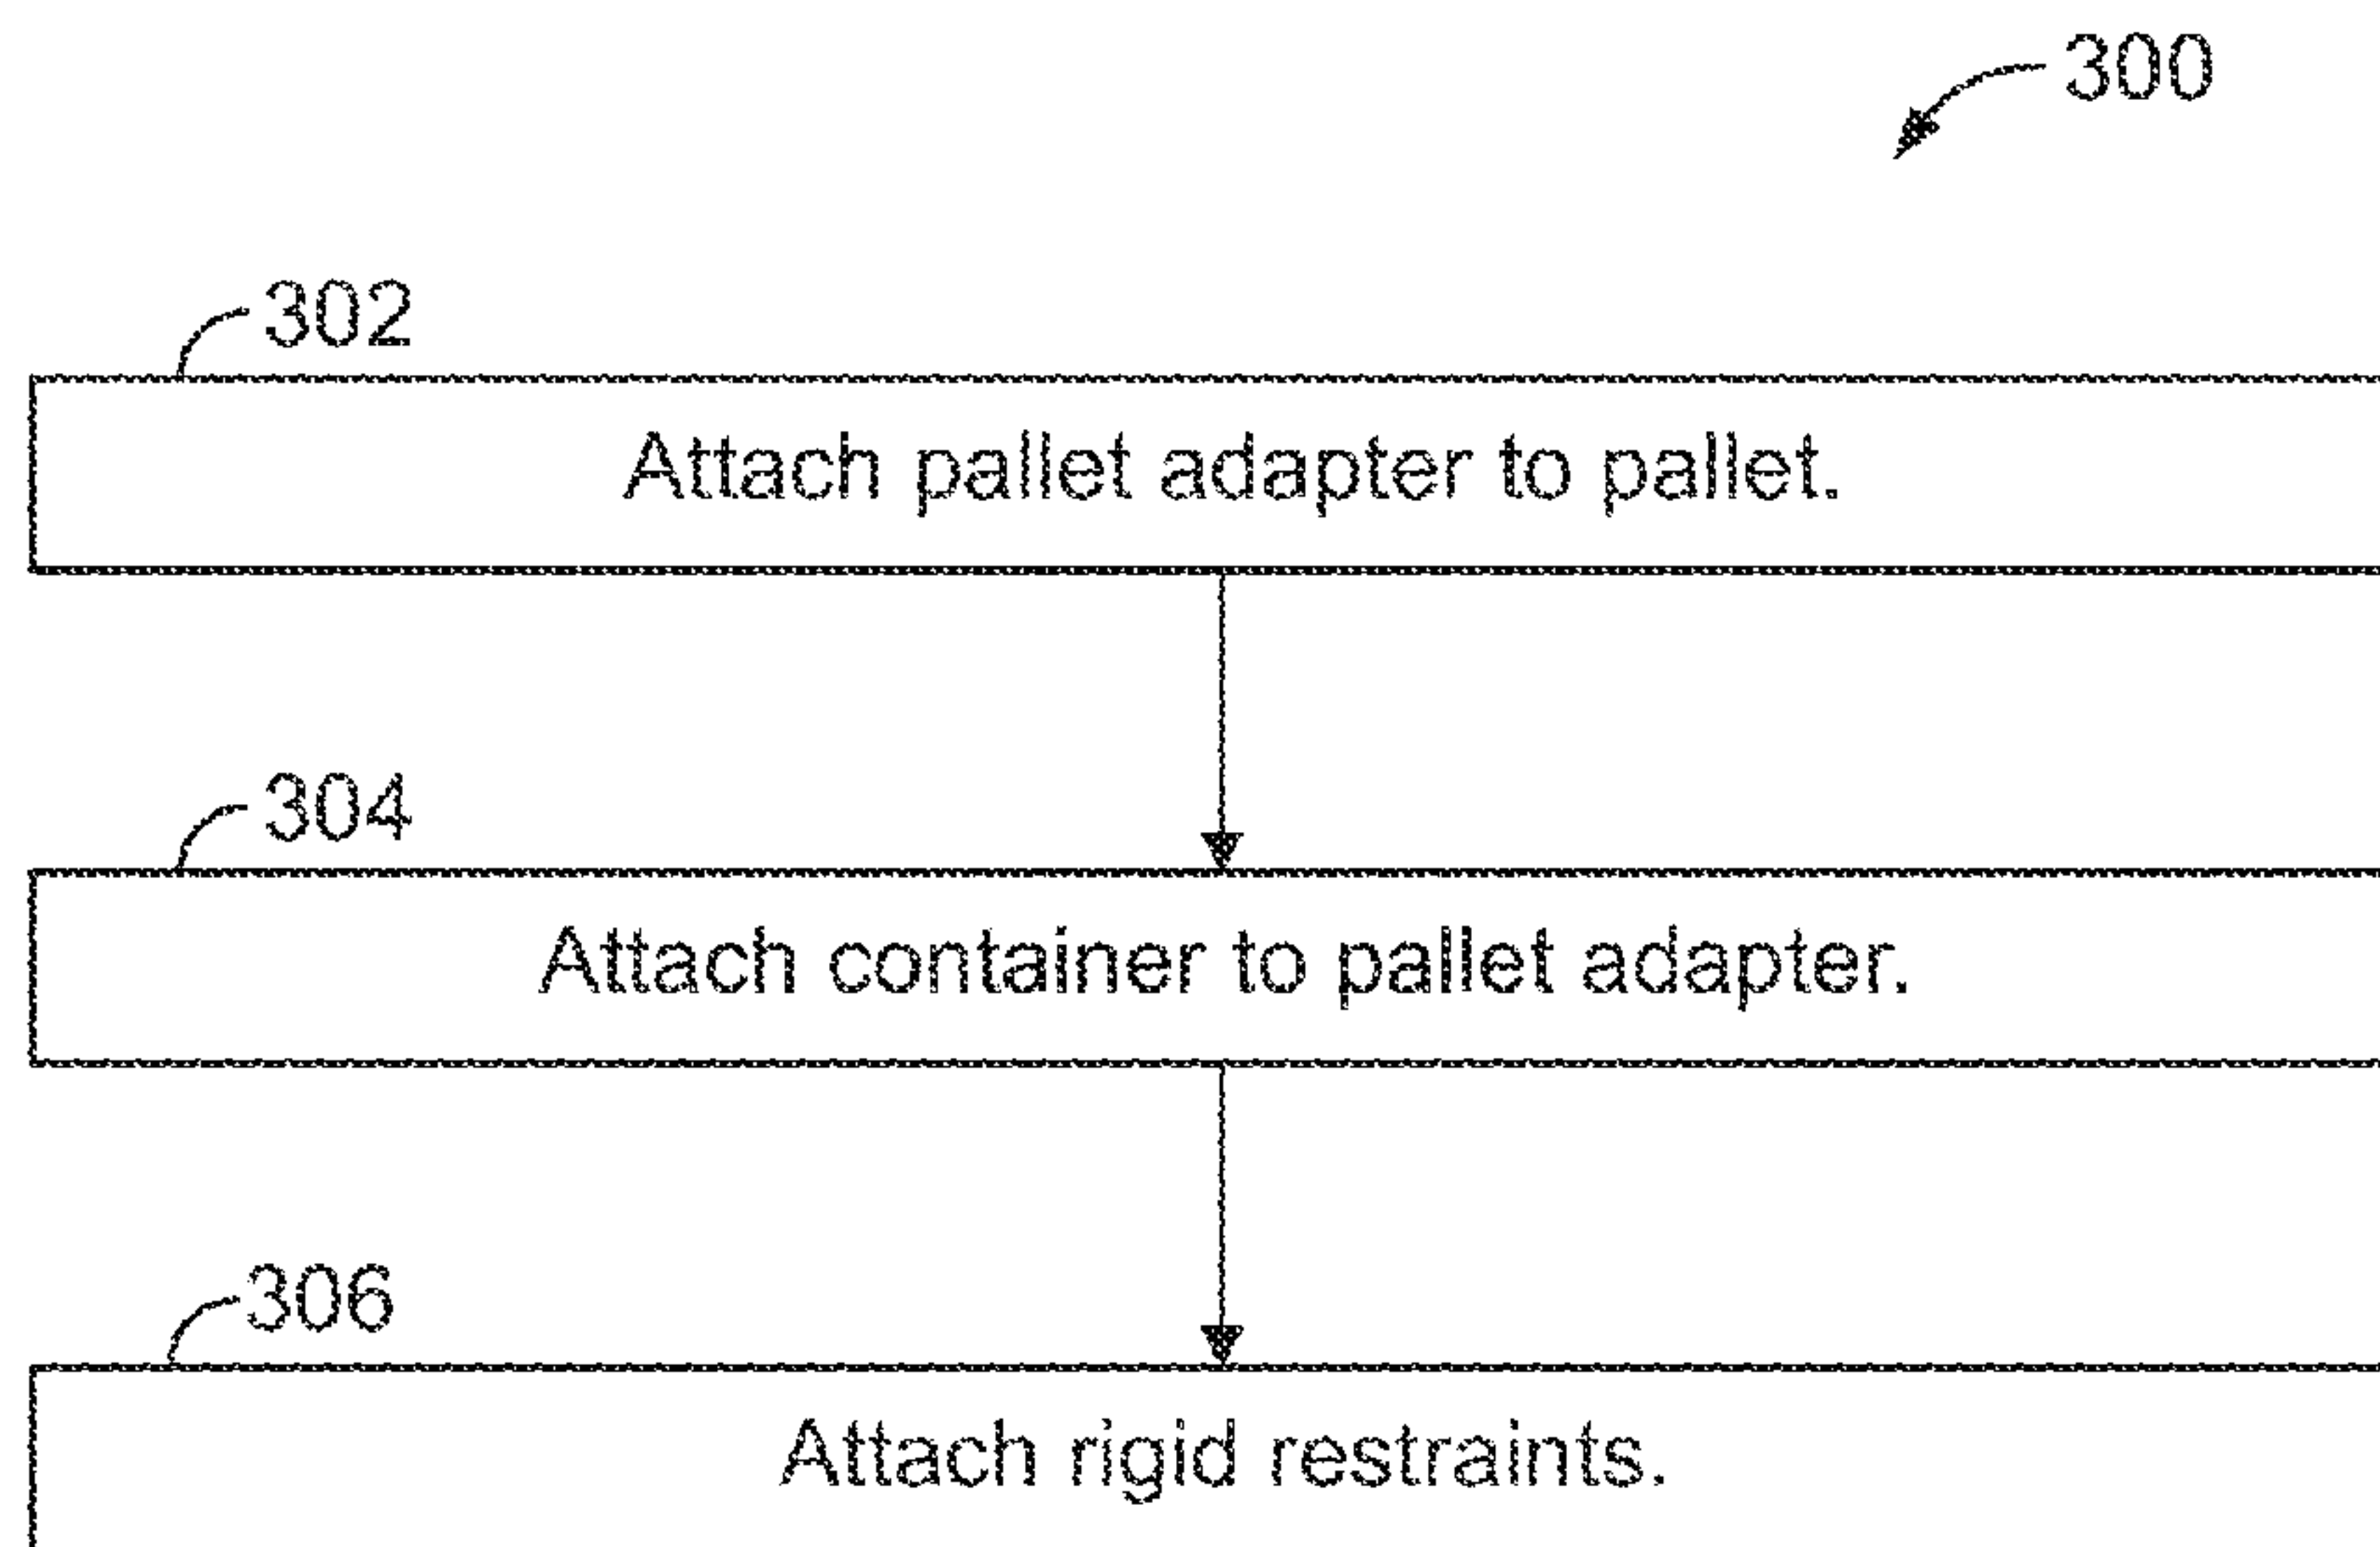 300
302
Attach pallet adapter to pallet.
304
Attach container to pallet adapter.
306
Attach rigid restraints.